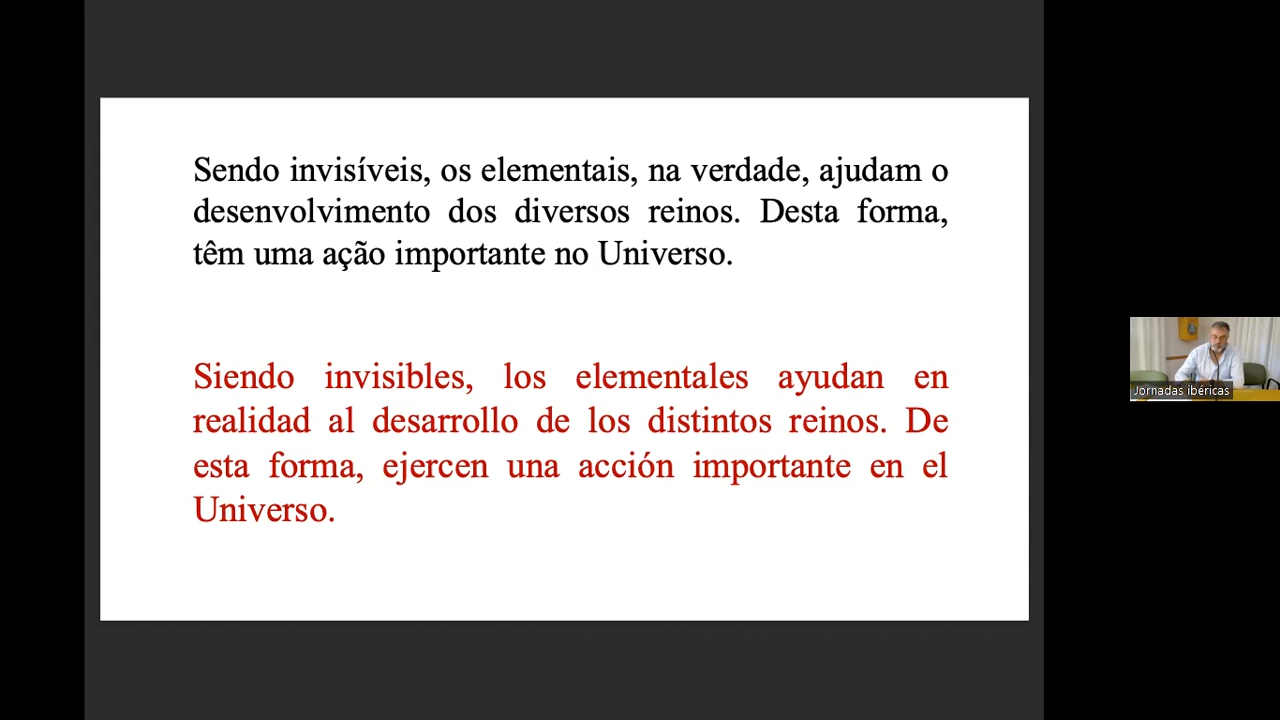 Sendo invisíveis, os elementais, na verdade, ajudam o
desenvolvimento dos diversos reinos. Desta forma,
têm uma ação importante no Universo.
Siendo invisibles, los elementales ayudan en
realidad al desarrollo de los distintos reinos. De
esta forma, ejercen una acción importante en el
Universo.
Jornadas ibéricas